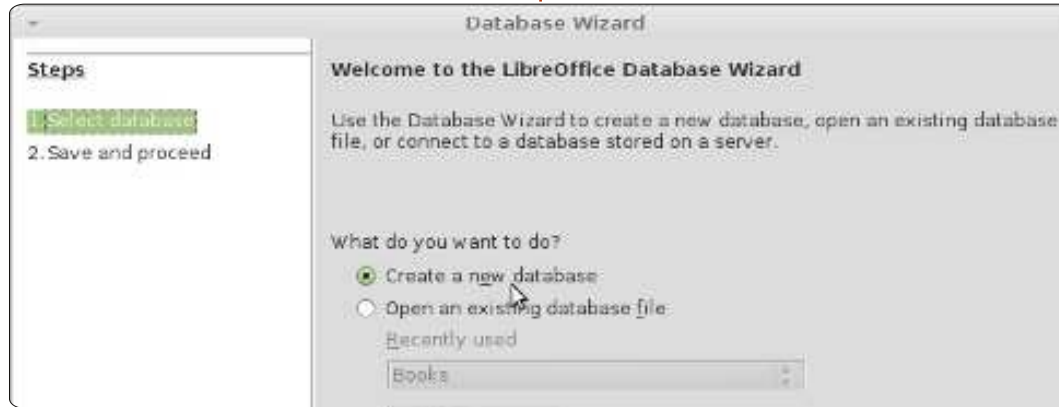 Database Wizard
Steps
1.Select database
2.Save and proceed
Welcome to the LibreOffice Database Wizard
Use the Database Wizard to create a new database, open an existing database
file, or connect to a database stored on a server.
What do you want to do?
Create a new database
Open an existing database file
Recently used
Books